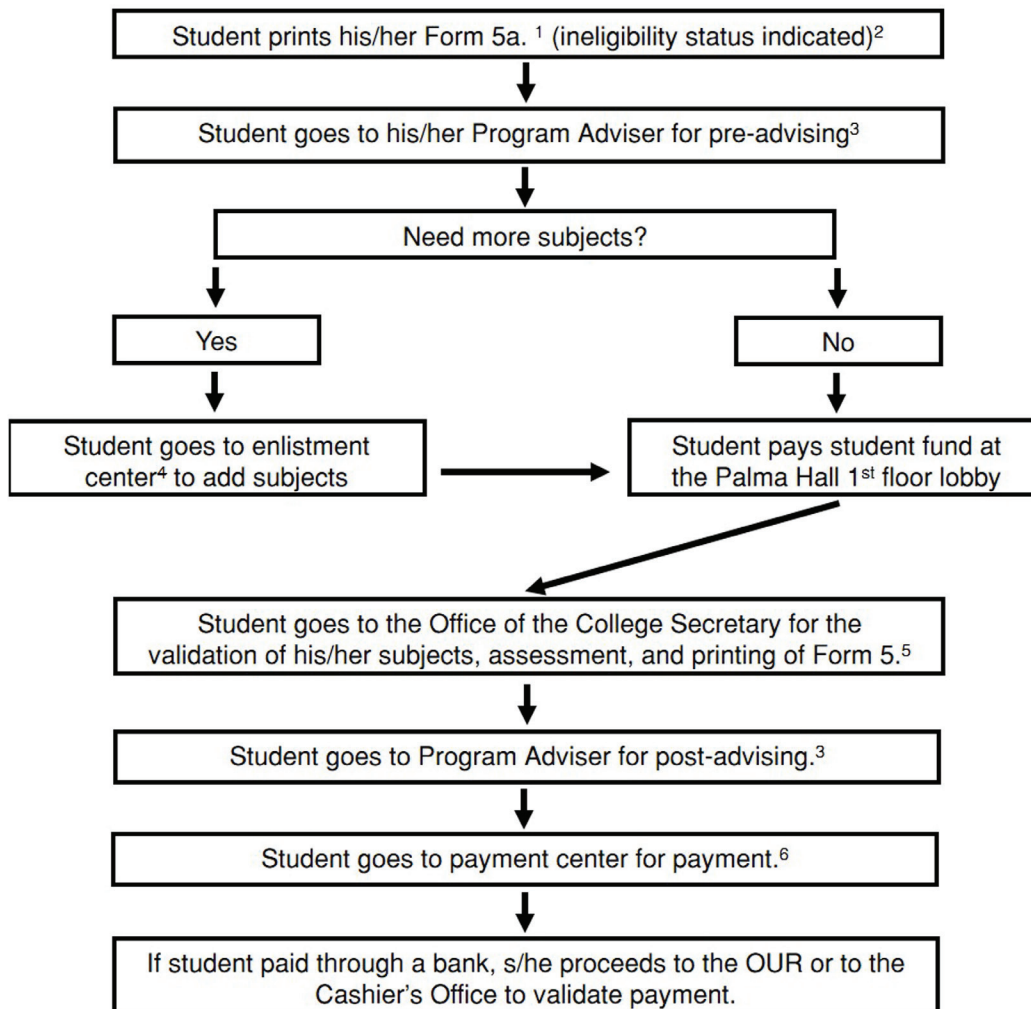 Student prints his/her Form 5a. ¹ (ineligibility status indicated)²
Student goes to his/her Program Adviser for pre-advising³
Need more subjects?
Yes
No
Student goes to enlistment
center⁴ to add subjects
Student pays student fund at
the Palma Hall 1ˢᵗ floor lobby
Student goes to the Office of the College Secretary for the
validation of his/her subjects, assessment, and printing of Form 5.⁵
Student goes to Program Adviser for post-advising.³
Student goes to payment center for payment.⁶
If student paid through a bank, s/he proceeds to the OUR or to the
Cashier’s Office to validate payment.